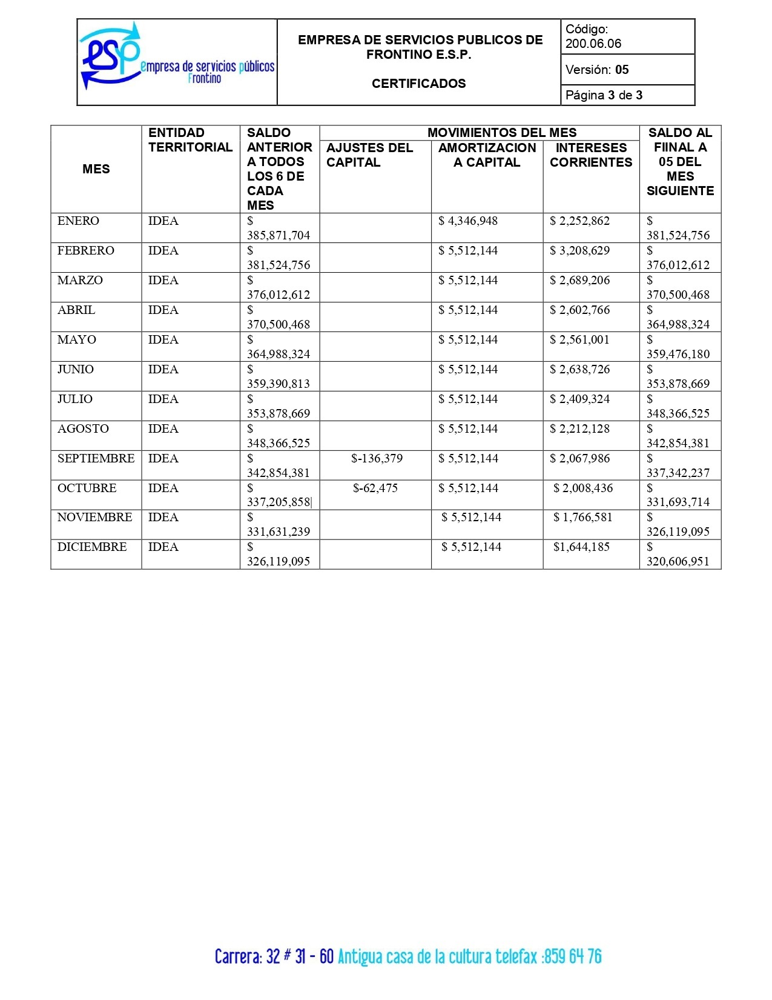 esp
empresa de servicios públicos
Frontino
EMPRESA DE SERVICIOS PUBLICOS DE
FRONTINO E.S.P.
CERTIFICADOS
Código:
200.06.06
Versión: 05
Página 3 de 3
MES
ENTIDAD
TERRITORIAL
SALDO
ANTERIOR
A TODOS
LOS 6 DE
CADA
MES
MOVIMIENTOS DEL MES
AJUSTES DEL
CAPITAL
AMORTIZACION
A CAPITAL
INTERESES
CORRIENTES
SALDO AL
FIINAL A
05 DEL
MES
SIGUIENTE
ENERO IDEA $ 385,871,704 $ 4,346,948 $ 2,252,862 $ 381,524,756
FEBRERO IDEA $ 381,524,756 $ 5,512,144 $ 3,208,629 $ 376,012,612
MARZO IDEA $ 376,012,612 $ 5,512,144 $ 2,689,206 $ 370,500,468
ABRIL IDEA $ 370,500,468 $ 5,512,144 $ 2,602,766 $ 364,988,324
MAYO IDEA $ 364,988,324 $ 5,512,144 $ 2,561,001 $ 359,476,180
JUNIO IDEA $ 359,390,813 $ 5,512,144 $ 2,638,726 $ 353,878,669
JULIO IDEA $ 353,878,669 $ 5,512,144 $ 2,409,324 $ 348,366,525
AGOSTO IDEA $ 348,366,525 $ 5,512,144 $ 2,212,128 $ 342,854,381
SEPTIEMBRE IDEA $ 342,854,381 $-136,379 $ 5,512,144 $ 2,067,986 $ 337,342,237
OCTUBRE IDEA $ 337,205,858 $-62,475 $ 5,512,144 $ 2,008,436 $ 331,693,714
NOVIEMBRE IDEA $ 331,631,239 $ 5,512,144 $ 1,766,581 $ 326,119,095
DICIEMBRE IDEA $ 326,119,095 $ 5,512,144 $1,644,185 $ 320,606,951
Carrera: 32 # 31 - 60 Antigua casa de la cultura telefax :859 64 76